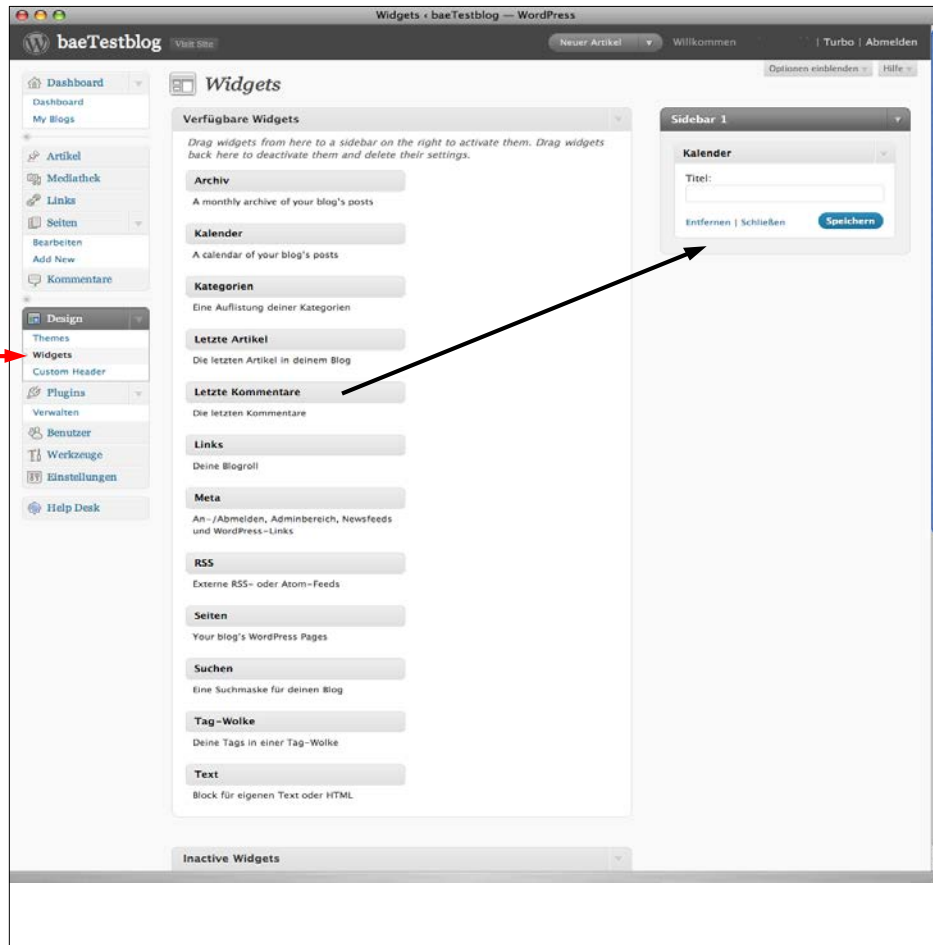 Widgets ‹ baeTestblog — WordPress
baeTestblog Visit Site Neuer Artikel Willkommen | Turbo | Abmelden
Optionen einblenden Hilfe
Dashboard
Dashboard
My Blogs
Artikel
Mediathek
Links
Seiten
Bearbeiten
Add New
Kommentare
Design
Themes
Widgets
Custom Header
Plugins
Verwalten
Benutzer
Werkzeuge
Einstellungen
Help Desk
Widgets
Verfügbare Widgets
Drag widgets from here to a sidebar on the right to activate them. Drag widgets
back here to deactivate them and delete their settings.
Archiv
A monthly archive of your blog's posts
Kalender
A calendar of your blog's posts
Kategorien
Eine Auflistung deiner Kategorien
Letzte Artikel
Die letzten Artikel in deinem Blog
Letzte Kommentare
Die letzten Kommentare
Links
Deine Blogroll
Meta
An-/Abmelden, Adminbereich, Newsfeeds
und WordPress-Links
RSS
Externe RSS- oder Atom-Feeds
Seiten
Your blog's WordPress Pages
Suchen
Eine Suchmaske für deinen Blog
Tag-Wolke
Deine Tags in einer Tag-Wolke
Text
Block für eigenen Text oder HTML
Inactive Widgets
Sidebar 1
Kalender
Titel:
Entfernen | Schließen Speichern